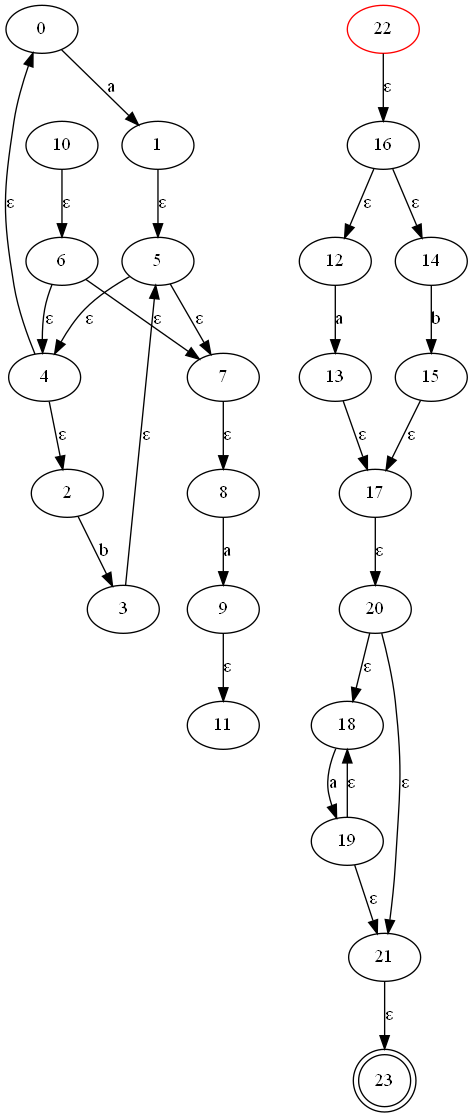 0 22
a ε
10 1 16
ε ε ε ε
6 5 12 14
ε ε ε ε a b
4 7 13 15
ε ε ε ε ε
2 8 17
b a ε
3 9 20
ε ε
11 18
a ε ε
19
ε
21
ε
23